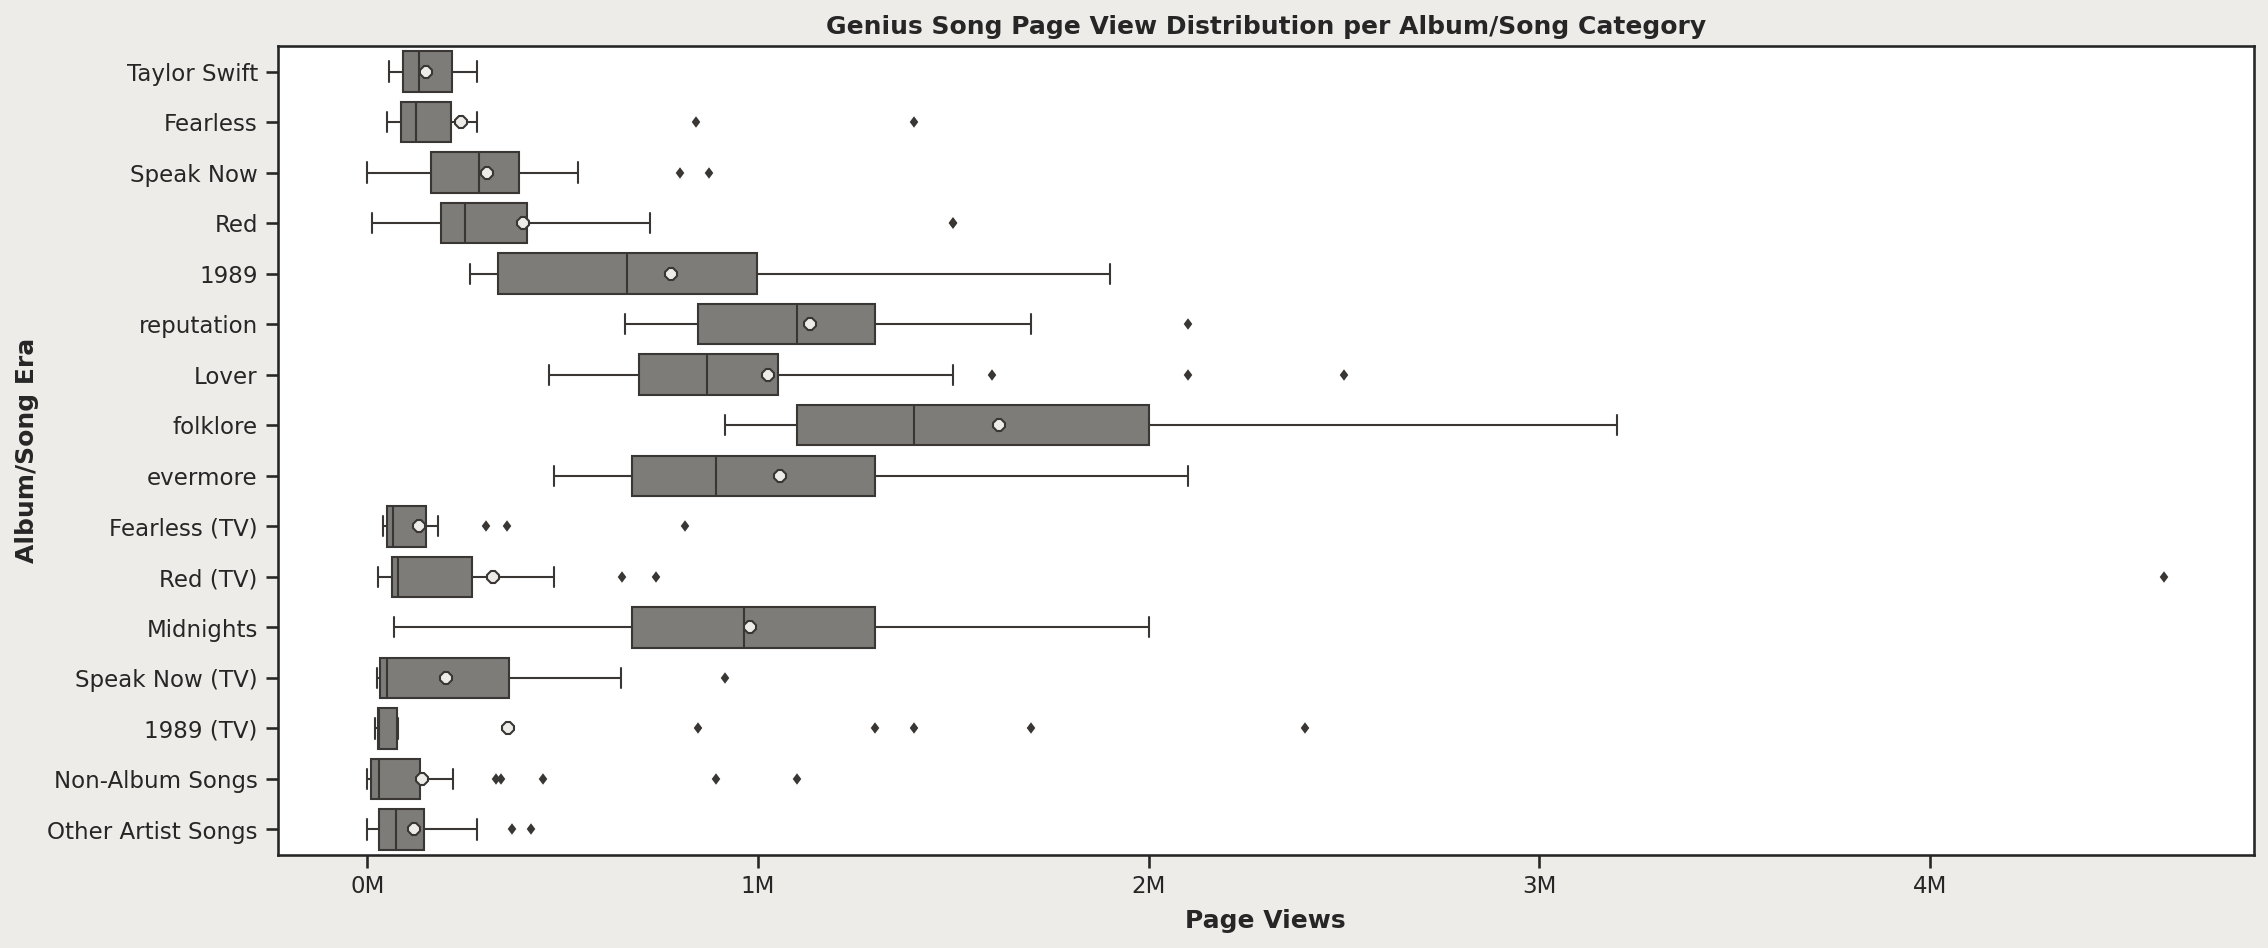 Genius Song Page View Distribution per Album/Song Category
Album/Song Era
Taylor Swift
Fearless
Speak Now
Red
1989
reputation
Lover
folklore
evermore
Fearless (TV)
Red (TV)
Midnights
Speak Now (TV)
1989 (TV)
Non-Album Songs
Other Artist Songs
0M 1M 2M 3M 4M
Page Views